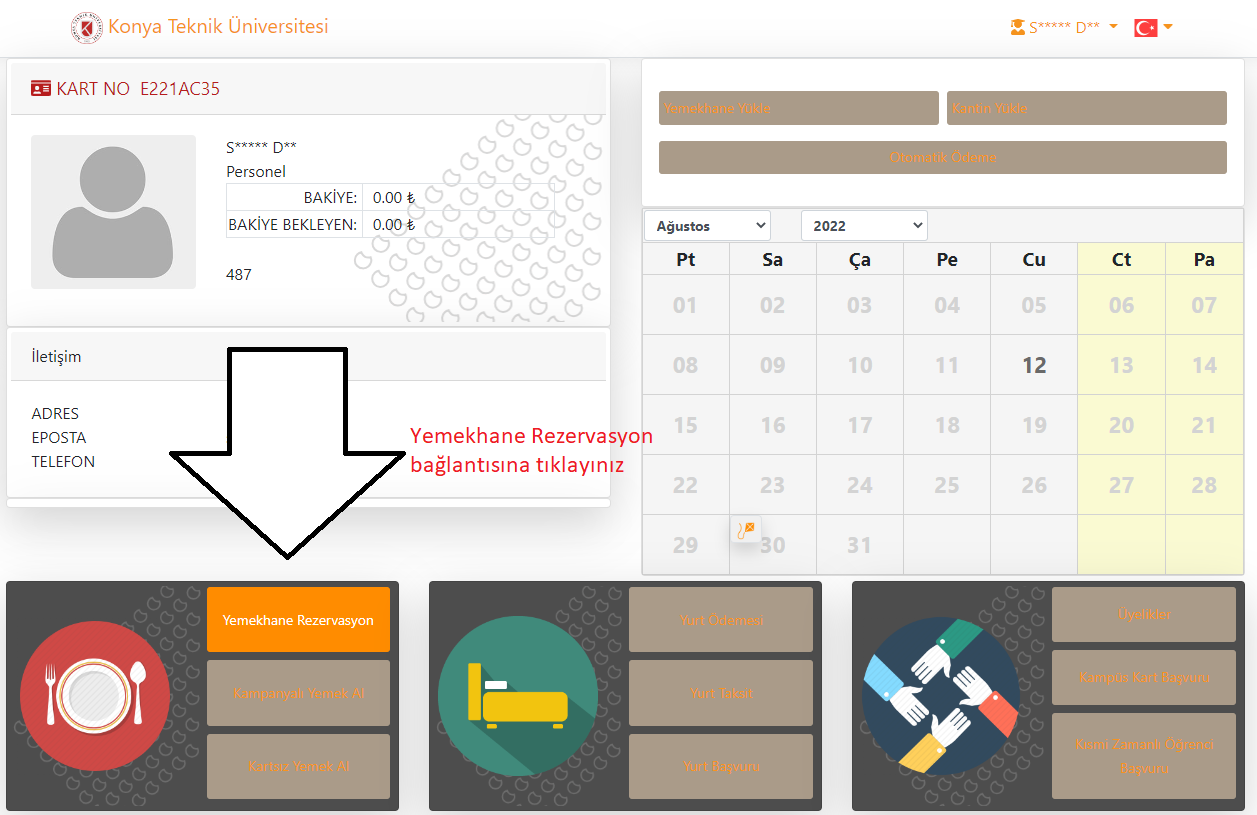 Konya Teknik Üniversitesi
S***** D**
KART NO E221AC35
S***** D**
Personel
BAKİYE: 0.00 ₺
BAKİYE BEKLEYEN: 0.00 ₺
487
İletişim
ADRES
EPOSTA
TELEFON
Yemekhane Rezervasyon
bağlantısına tıklayınız
Yemekhane Yükle Kantin Yükle
Otomatik Ödeme
Ağustos 2022
Pt Sa Ça Pe Cu Ct Pa
01 02 03 04 05 06 07
08 09 10 11 12 13 14
15 16 17 18 19 20 21
22 23 24 25 26 27 28
29 30 31
Yemekhane Rezervasyon
Kampanyalı Yemek Al
Kartsız Yemek Al
Yurt Ödemesi
Yurt Taksit
Yurt Başvuru
Üyelikler
Kampüs Kart Başvuru
Kısmi Zamanlı Öğrenci
Başvuru